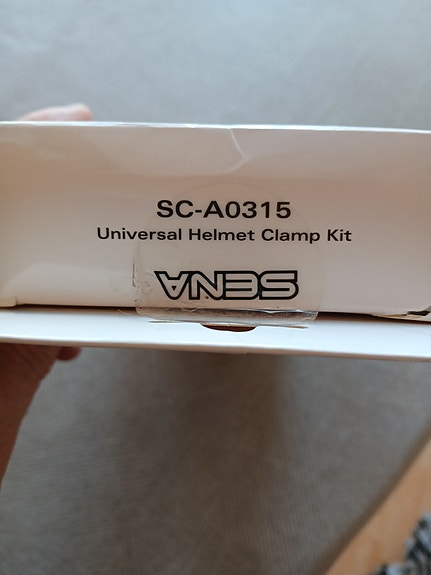 SC-A0315
Universal Helmet Clamp Kit
SENA